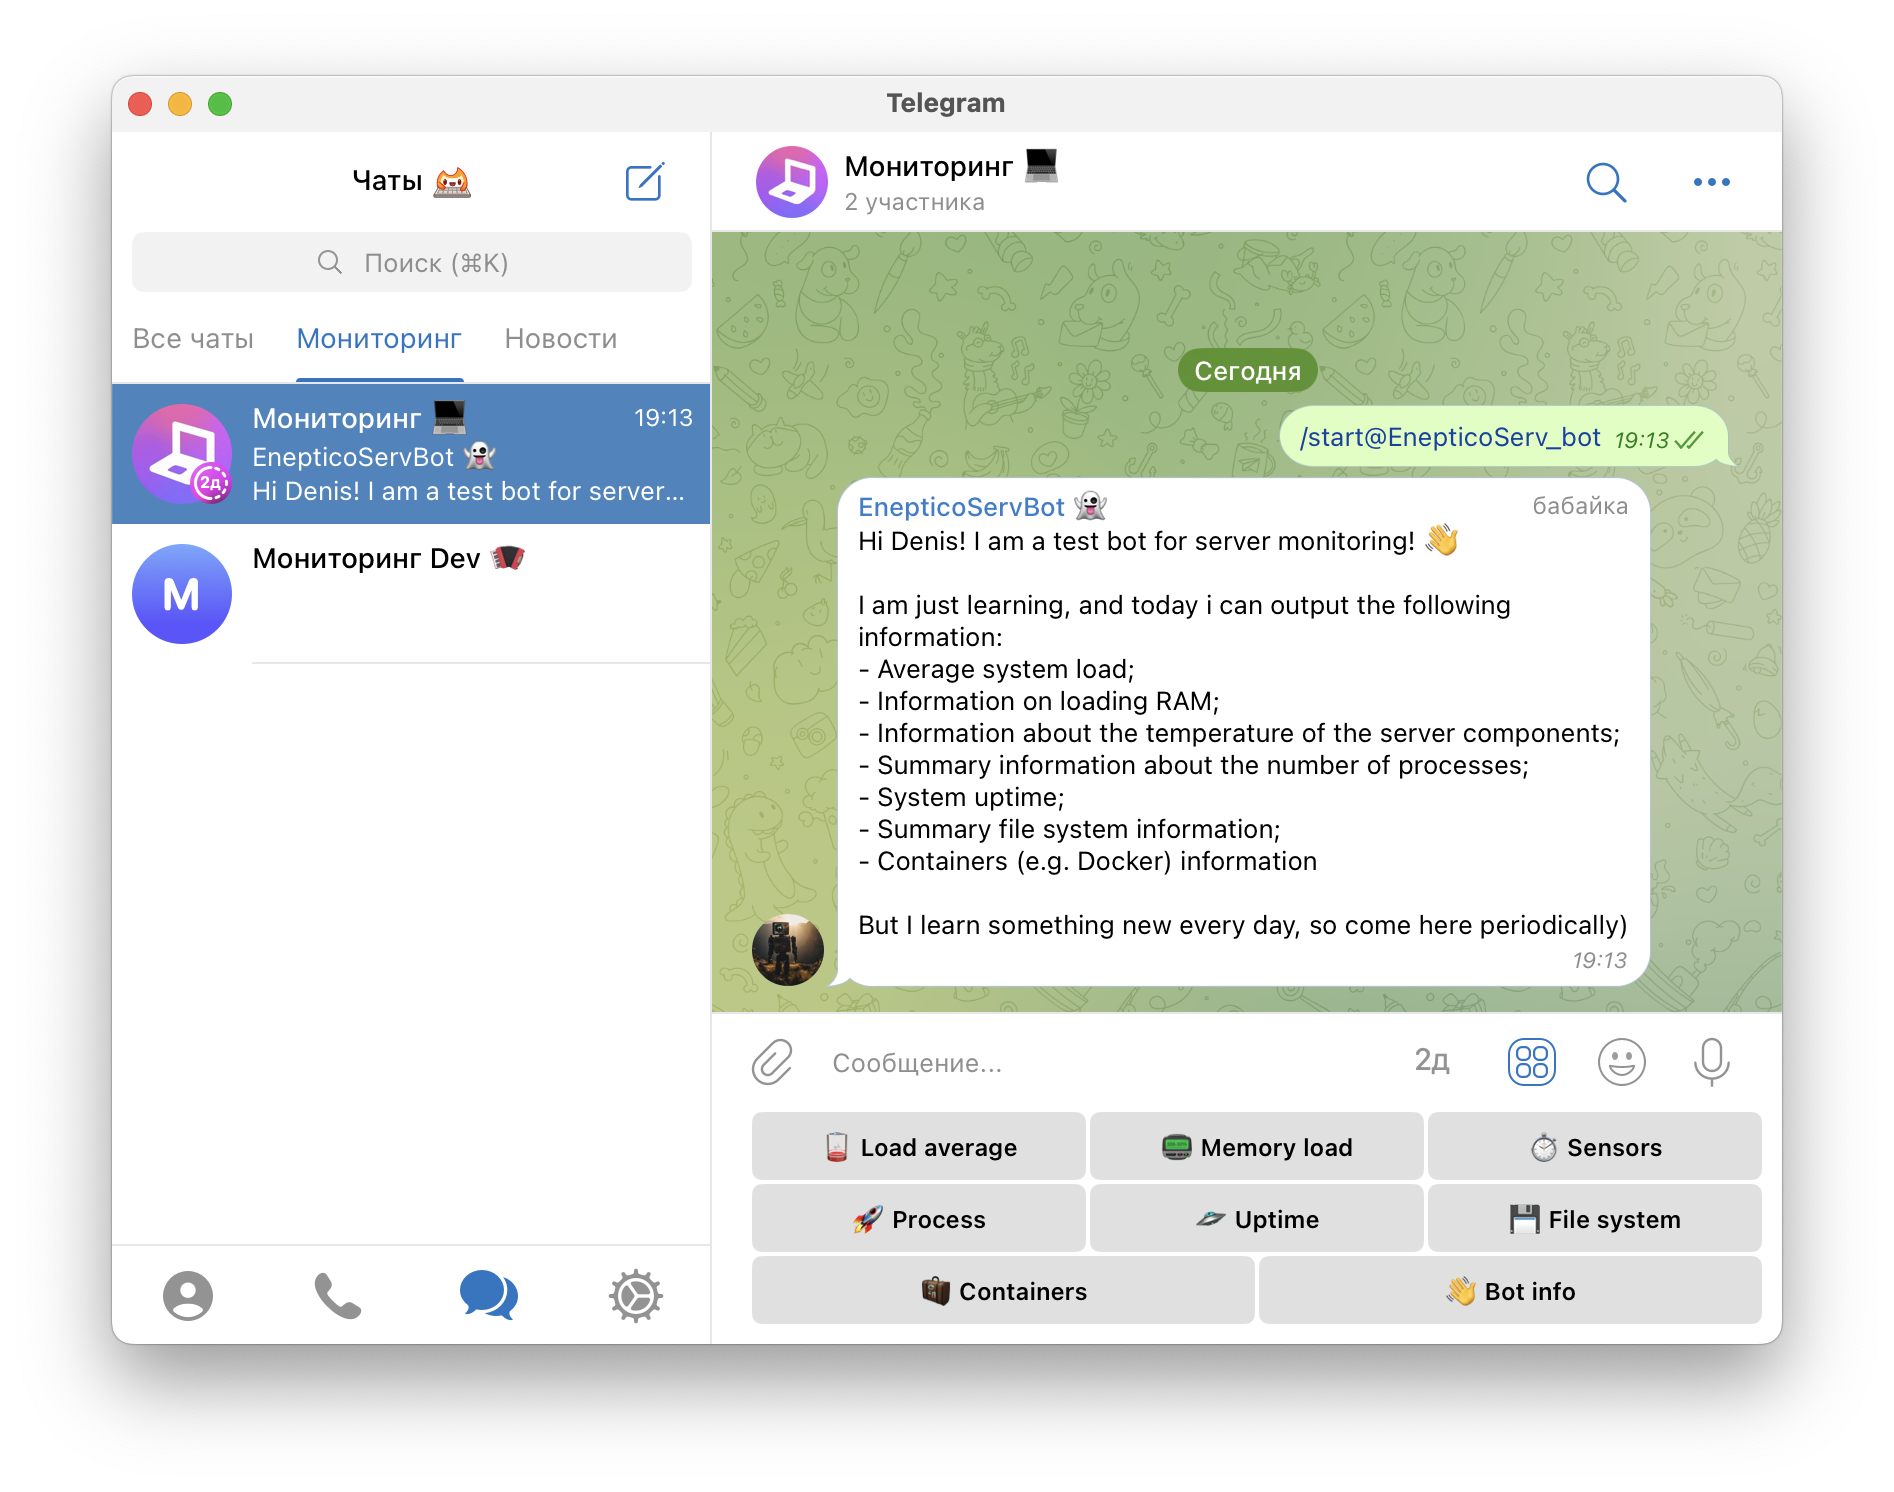 Telegram
Чаты
Поиск (⌘K)
Все чаты Мониторинг Новости
Мониторинг 19:13
EnepticoServBot
Hi Denis! I am a test bot for server...
2д
М
Мониторинг Dev
Мониторинг
2 участника
Сегодня
/start@EnepticoServ_bot 19:13
EnepticoServBot бабайка
Hi Denis! I am a test bot for server monitoring!
I am just learning, and today i can output the following
information:
- Average system load;
- Information on loading RAM;
- Information about the temperature of the server components;
- Summary information about the number of processes;
- System uptime;
- Summary file system information;
- Containers (e.g. Docker) information
But I learn something new every day, so come here periodically)
19:13
Сообщение... 2д
Load average Memory load Sensors
Process Uptime File system
Containers Bot info